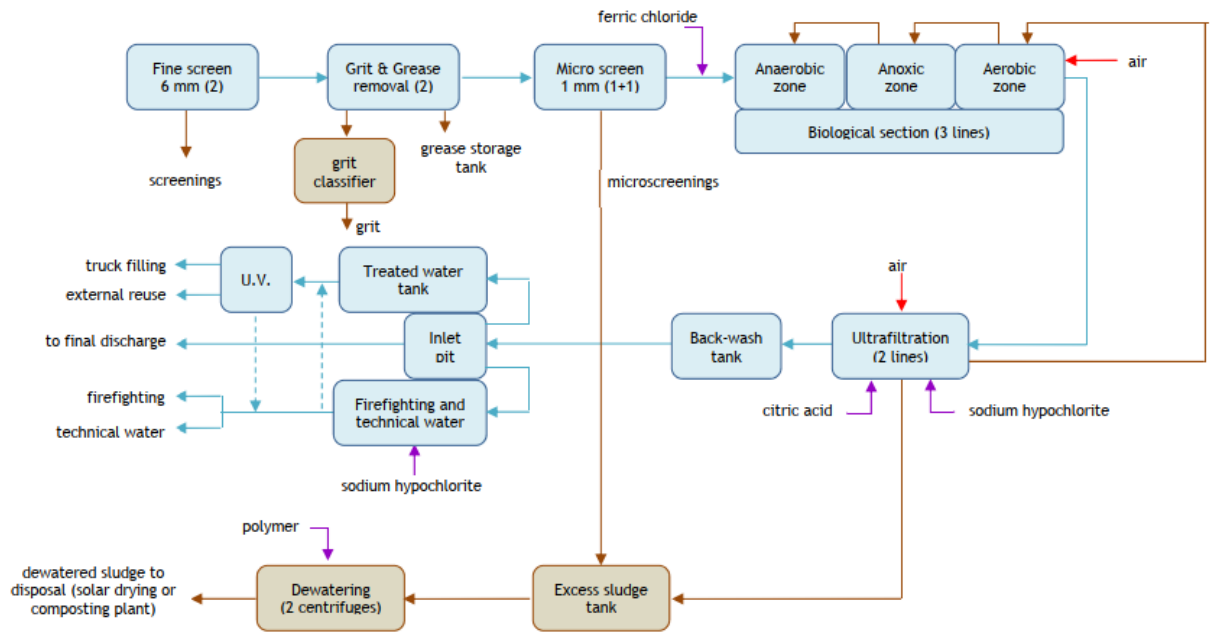 ferric chloride
Fine screen
6 mm (2)
Grit & Grease
removal (2)
Micro screen
1 mm (1+1)
Anaerobic
zone
Anoxic
zone
Aerobic
zone
air
Biological section (3 lines)
screenings
grit
classifier
grease storage
tank
microscreenings
grit
truck filling
external reuse
U.V.
Treated water
tank
air
to final discharge
Inlet
pit
Back-wash
tank
Ultrafiltration
(2 lines)
firefighting
technical water
Firefighting and
technical water
citric acid
sodium hypochlorite
sodium hypochlorite
polymer
dewatered sludge to
disposal (solar drying or
composting plant)
Dewatering
(2 centrifuges)
Excess sludge
tank